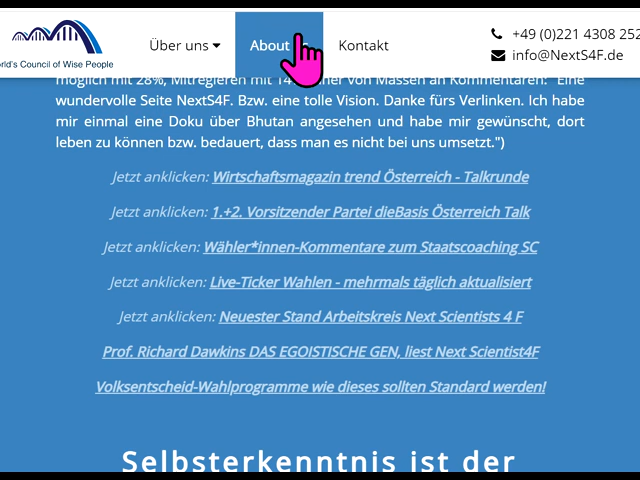 Über uns
About
Kontakt
+49 (0)221 4308 252
info@NextS4F.de
orld's Council of Wise People
möglich mit 28%, Mitregieren mit 14 von Massen an Kommentaren: "Eine
wundervolle Seite NextS4F. Bzw. eine tolle Vision. Danke fürs Verlinken. Ich habe
mir einmal eine Doku über Bhutan angesehen und habe mir gewünscht, dort
leben zu können bzw. bedauert, dass man es nicht bei uns umsetzt.")
Jetzt anklicken: Wirtschaftsmagazin trend Österreich - Talkrunde
Jetzt anklicken: 1.+2. Vorsitzender Partei dieBasis Österreich Talk
Jetzt anklicken: Wähler*innen-Kommentare zum Staatscoaching SC
Jetzt anklicken: Live-Ticker Wahlen - mehrmals täglich aktualisiert
Jetzt anklicken: Neuester Stand Arbeitskreis Next Scientists 4 F
Prof. Richard Dawkins DAS EGOISTISCHE GEN, liest Next Scientist4F
Volksentscheid-Wahlprogramme wie dieses sollten Standard werden!
Selbsterkenntnis ist der